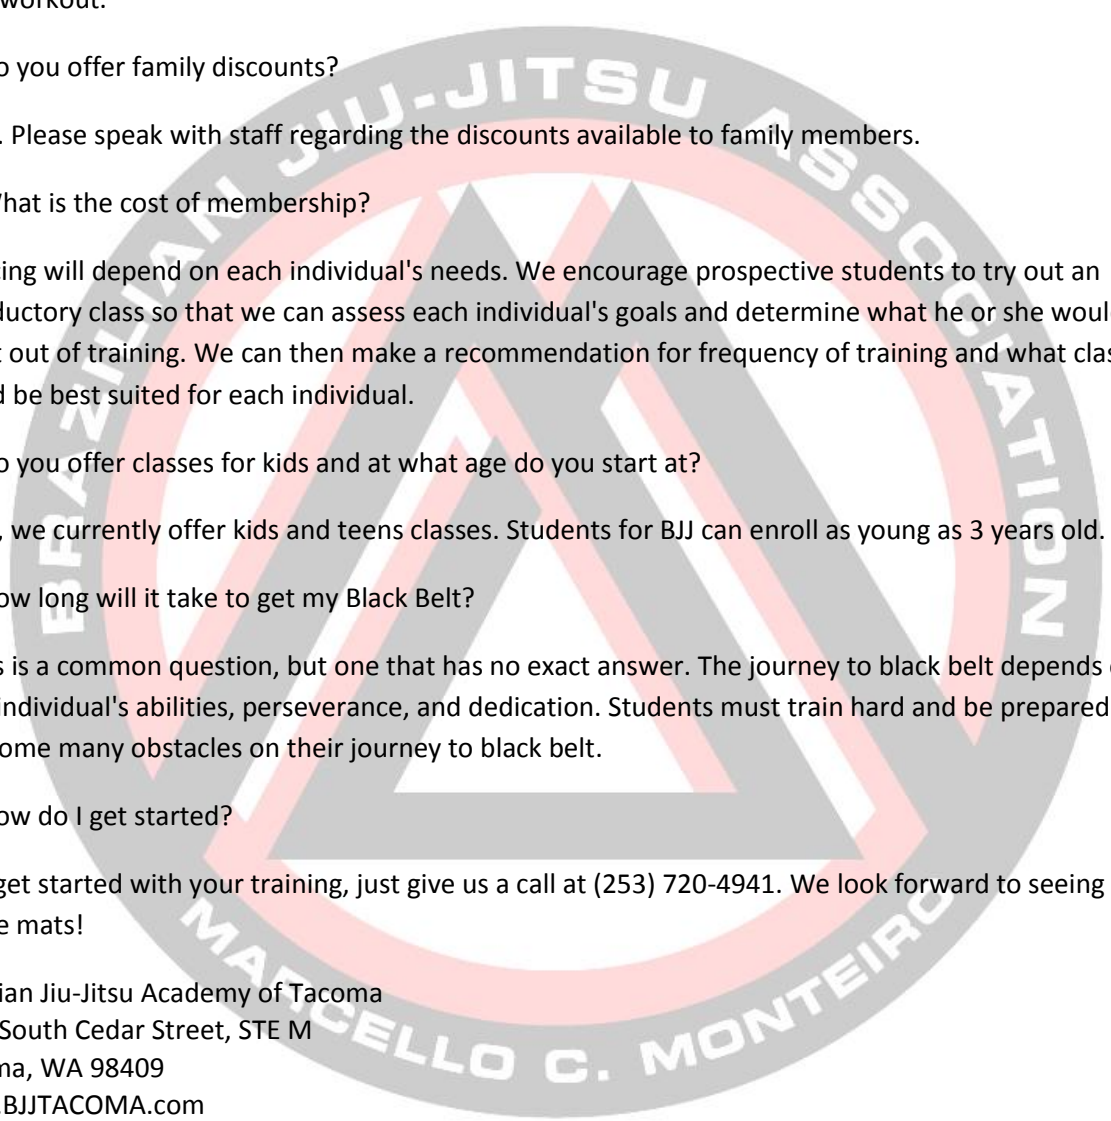 workout.
o you offer family discounts?
. Please speak with staff regarding the discounts available to family members.
hat is the cost of membership?
ing will depend on each individual's needs. We encourage prospective students to try out an
ductory class so that we can assess each individual's goals and determine what he or she woul
t out of training. We can then make a recommendation for frequency of training and what clas
d be best suited for each individual.
o you offer classes for kids and at what age do you start at?
, we currently offer kids and teens classes. Students for BJJ can enroll as young as 3 years old.
ow long will it take to get my Black Belt?
s is a common question, but one that has no exact answer. The journey to black belt depends
individual's abilities, perseverance, and dedication. Students must train hard and be prepared
ome many obstacles on their journey to black belt.
ow do I get started?
get started with your training, just give us a call at (253) 720-4941. We look forward to seeing
e mats!
ian Jiu-Jitsu Academy of Tacoma
South Cedar Street, STE M
ma, WA 98409
.BJJTACOMA.com
BRAZILIAN JIU-JITSU ASSOCIATION
MARCELLO C. MONTEIRO